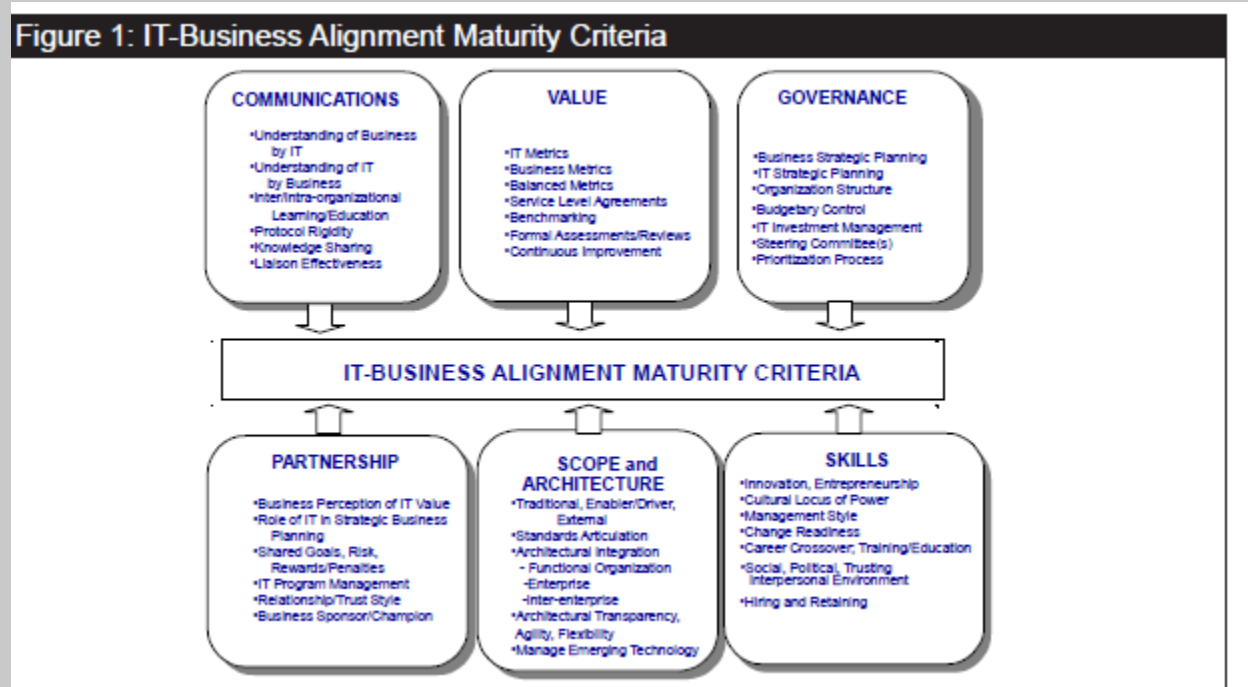 Figure 1: IT-Business Alignment Maturity Criteria
COMMUNICATIONS
•Understanding of Business
by IT
•Understanding of IT
by Business
•Inter/Intra-organizational
Learning/Education
•Protocol Rigidity
•Knowledge Sharing
•Liaison Effectiveness
VALUE
•IT Metrics
•Business Metrics
•Balanced Metrics
•Service Level Agreements
•Benchmarking
•Formal Assessments/Reviews
•Continuous Improvement
GOVERNANCE
•Business Strategic Planning
•IT Strategic Planning
•Organization Structure
•Budgetary Control
•IT Investment Management
•Steering Committee(s)
•Prioritization Process
IT-BUSINESS ALIGNMENT MATURITY CRITERIA
PARTNERSHIP
•Business Perception of IT Value
•Role of IT in Strategic Business
Planning
•Shared Goals, Risk,
Rewards/Penalties
•IT Program Management
•Relationship/Trust Style
•Business Sponsor/Champion
SCOPE and
ARCHITECTURE
•Traditional, Enabler/Driver,
External
•Standards Articulation
•Architectural Integration
- Functional Organization
-Enterprise
-Inter-enterprise
•Architectural Transparency,
Agility, Flexibility
•Manage Emerging Technology
SKILLS
•Innovation, Entrepreneurship
•Cultural Locus of Power
•Management Style
•Change Readiness
•Career Crossover; Training/Education
•Social, Political, Trusting
Interpersonal Environment
•Hiring and Retaining